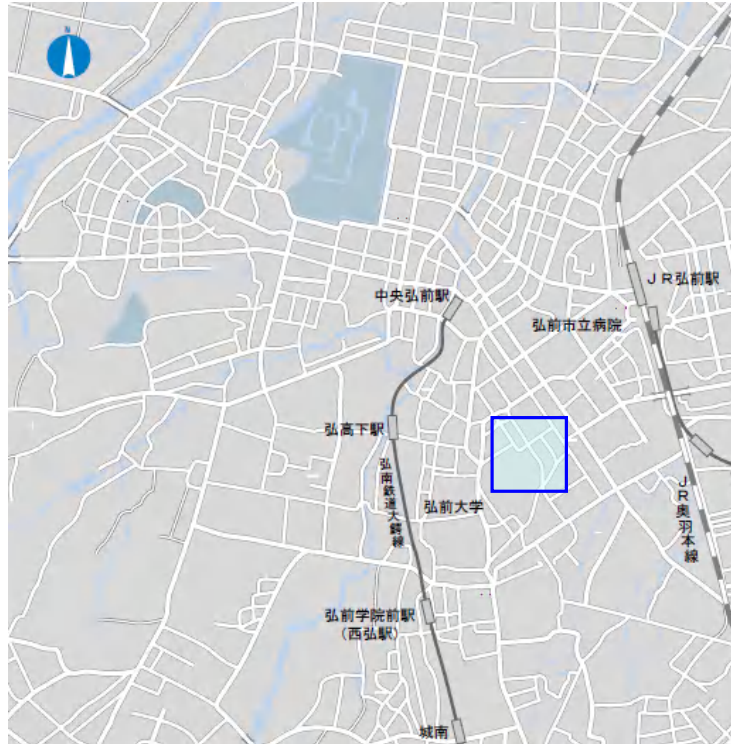 N
JR弘前駅
中央弘前駅
弘前市立病院
弘高下駅
弘南鉄道大鰐線
弘前大学
JR奥羽本線
弘前学院前駅
(西弘駅)
城南